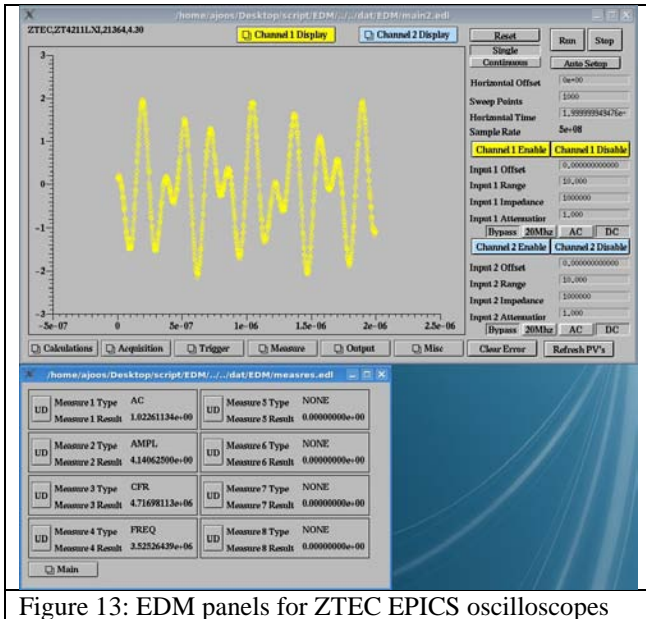 /home/ajoos/Desktop/script/EDM/../../dat/EDM/main2.edl
ZTEC,ZT4211LXI,21364,4.30
Channel 1 Display
Channel 2 Display
3
2
1
0
-1
-2
-3
-5e-07 0 5e-07 1e-06 1.5e-06 2e-06 2.5e-06
Reset
Run Stop
Single
Continuous
Auto Setup
Horizontal Offset 0e+00
Sweep Points 1000
Horizontal Time 1.999999949476e-
Sample Rate 5e+08
Channel 1 Enable Channel 1 Disable
Input 1 Offset 0.000000000000
Input 1 Range 10.000
Input 1 Impedance 1000000
Input 1 Attenuation 1.000
Bypass 20Mhz AC DC
Channel 2 Enable Channel 2 Disable
Input 2 Offset 0.000000000000
Input 2 Range 10.000
Input 2 Impedance 1000000
Input 2 Attenuation 1.000
Bypass 20Mhz AC DC
Calculations Acquisition Trigger Measure Output Misc Clear Error Refresh PV's
/home/ajoos/Desktop/script/EDM/../../dat/EDM/measres.edl
UD
Measure 1 Type AC
Measure 1 Result 1.02261134e+00
UD
Measure 5 Type NONE
Measure 5 Result 0.00000000e+00
UD
Measure 2 Type AMPL
Measure 2 Result 4.14062500e+00
UD
Measure 6 Type NONE
Measure 6 Result 0.00000000e+00
UD
Measure 3 Type CFR
Measure 3 Result 4.71698113e+06
UD
Measure 7 Type NONE
Measure 7 Result 0.00000000e+00
UD
Measure 4 Type FREQ
Measure 4 Result 3.52526439e+06
UD
Measure 8 Type NONE
Measure 8 Result 0.00000000e+00
Main
Figure 13: EDM panels for ZTEC EPICS oscilloscopes